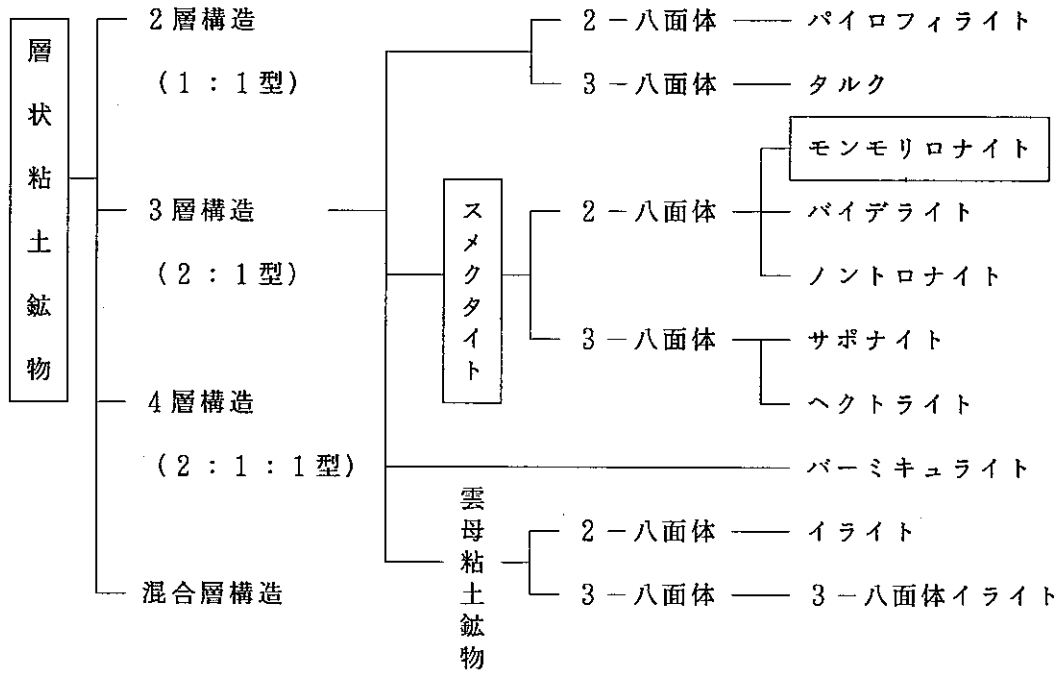 層状粘土鉱物
2層構造
(1:1型)
3層構造
(2:1型)
4層構造
(2:1:1型)
混合層構造
2-八面体
パイロフィライト
3-八面体
タルク
スメクタイト
2-八面体
モンモリロナイト
バイデライト
ノントロナイト
3-八面体
サポナイト
ヘクトライト
バーミキュライト
雲母粘土鉱物
2-八面体
イライト
3-八面体
3-八面体イライト